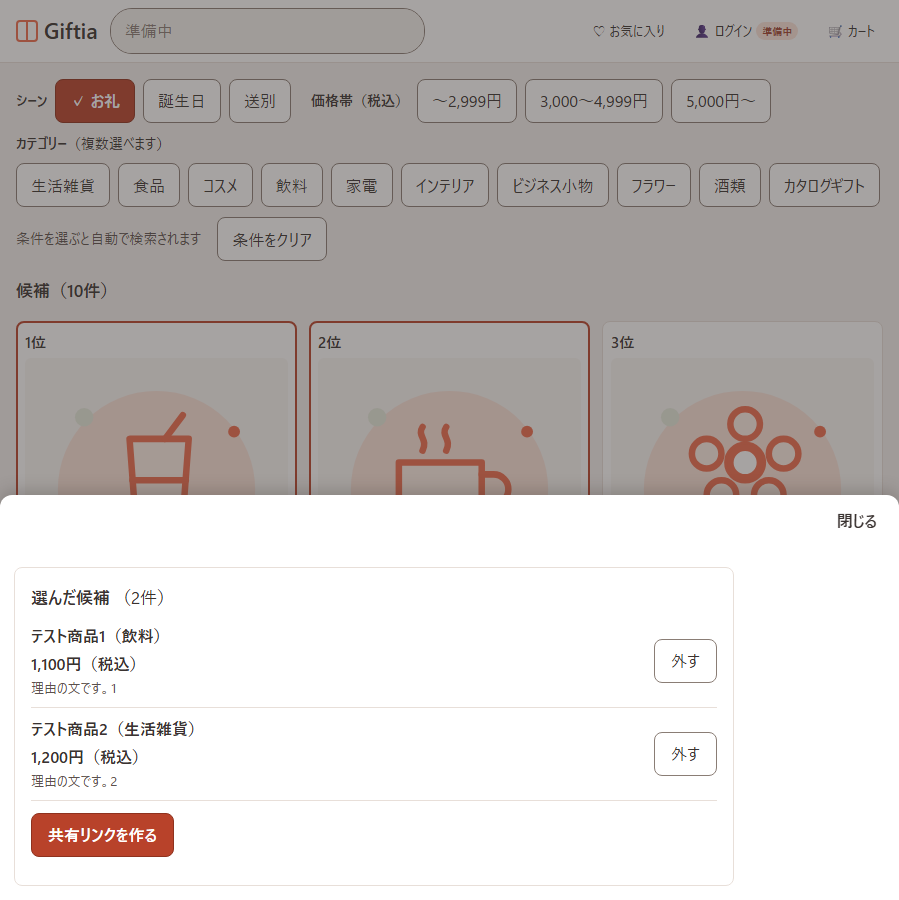 Giftia
準備中
♡ お気に入り
ログイン 準備中
カート
シーン ✓ お礼 誕生日 送別 価格帯（税込） ～2,999円 3,000～4,999円 5,000円～
カテゴリー（複数選べます）
生活雑貨 食品 コスメ 飲料 家電 インテリア ビジネス小物 フラワー 酒類 カタログギフト
条件を選ぶと自動で検索されます 条件をクリア
候補（10件）
1位 2位 3位
閉じる
選んだ候補 （2件）
テスト商品1（飲料）
1,100円（税込）
理由の文です。1
外す
テスト商品2（生活雑貨）
1,200円（税込）
理由の文です。2
外す
共有リンクを作る